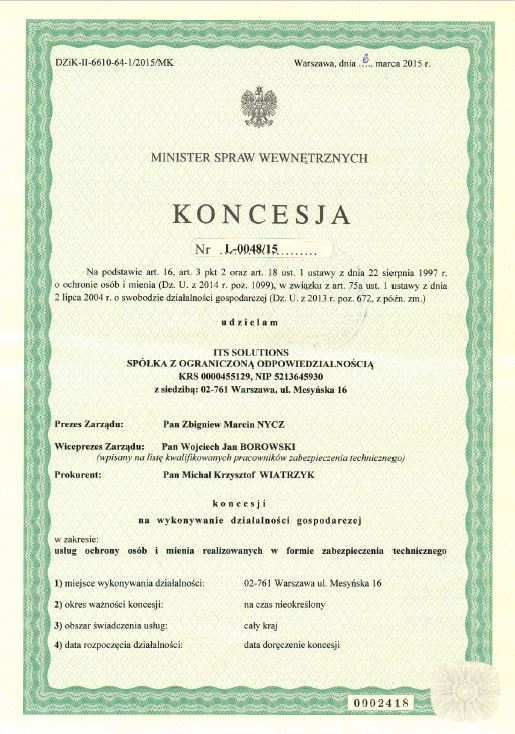 DZiK-II-6610-64-1/2015/MK
Warszawa, dnia 6 marca 2015 r.
MINISTER SPRAW WEWNĘTRZNYCH
KONCESJA
Nr L-0048/15
Na podstawie art. 16, art. 3 pkt 2 oraz art. 18 ust. 1 ustawy z dnia 22 sierpnia 1997 r.
o ochronie osób i mienia (Dz. U. z 2014 r. poz. 1099), w związku z art. 75a ust. 1 ustawy z dnia
2 lipca 2004 r. o swobodzie działalności gospodarczej (Dz. U. z 2013 r. poz. 672, z późn. zm.)
udzielam
ITS SOLUTIONS
SPÓŁKA Z OGRANICZONĄ ODPOWIEDZIALNOŚCIĄ
KRS 0000455129, NIP 5213645930
z siedzibą: 02-761 Warszawa, ul. Mesyńska 16
Prezes Zarządu: Pan Zbigniew Marcin NYCZ
Wiceprezes Zarządu: Pan Wojciech Jan BOROWSKI
(wpisany na listę kwalifikowanych pracowników zabezpieczenia technicznego)
Prokurent: Pan Michał Krzysztof WIATRZYK
koncesji
na wykonywanie działalności gospodarczej
w zakresie:
usług ochrony osób i mienia realizowanych w formie zabezpieczenia technicznego
1) miejsce wykonywania działalności: 02-761 Warszawa ul. Mesyńska 16
2) okres ważności koncesji: na czas nieokreślony
3) obszar świadczenia usług: cały kraj
4) data rozpoczęcia działalności: data doręczenie koncesji
0002418